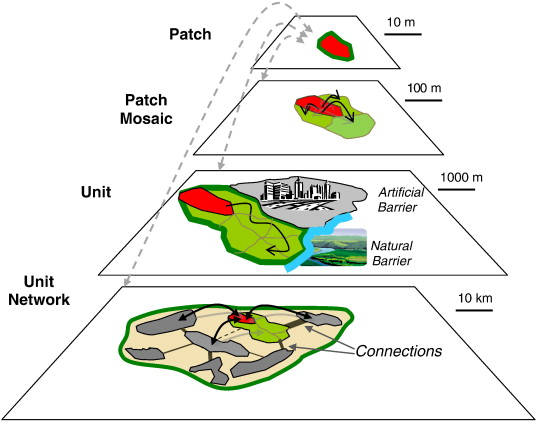 Patch
10 m
Patch
Mosaic
100 m
Unit
1000 m
Artificial
Barrier
Natural
Barrier
Unit
Network
10 km
Connections